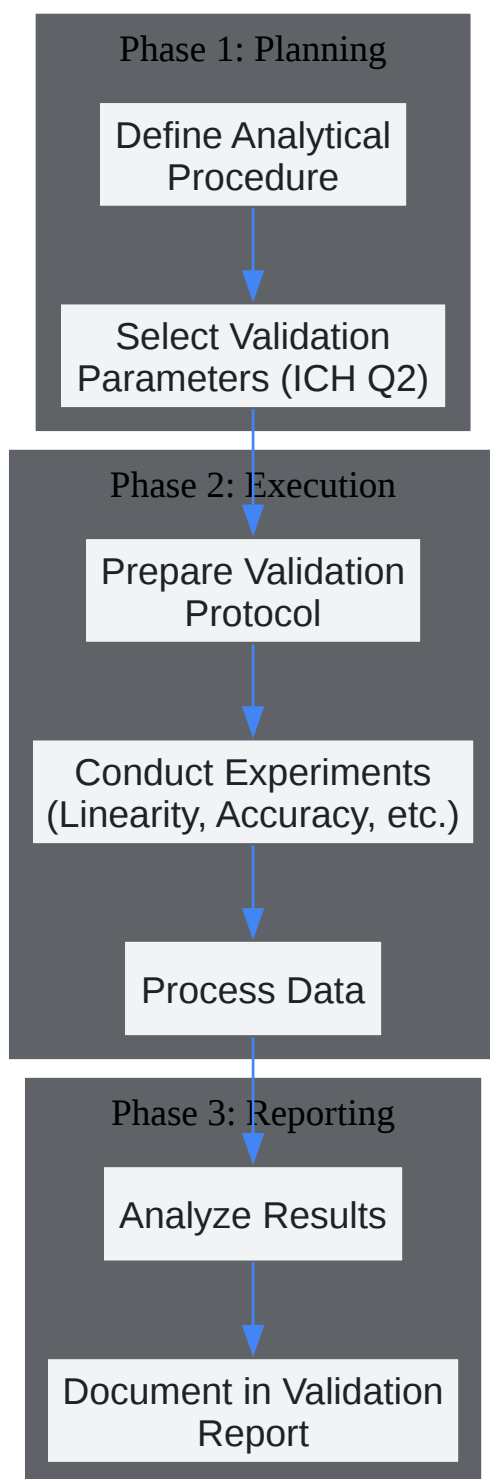 Phase 1: Planning
Define Analytical
Procedure
Select Validation
Parameters (ICH Q2)
Phase 2: Execution
Prepare Validation
Protocol
Conduct Experiments
(Linearity, Accuracy, etc.)
Process Data
Phase 3: Reporting
Analyze Results
Document in Validation
Report